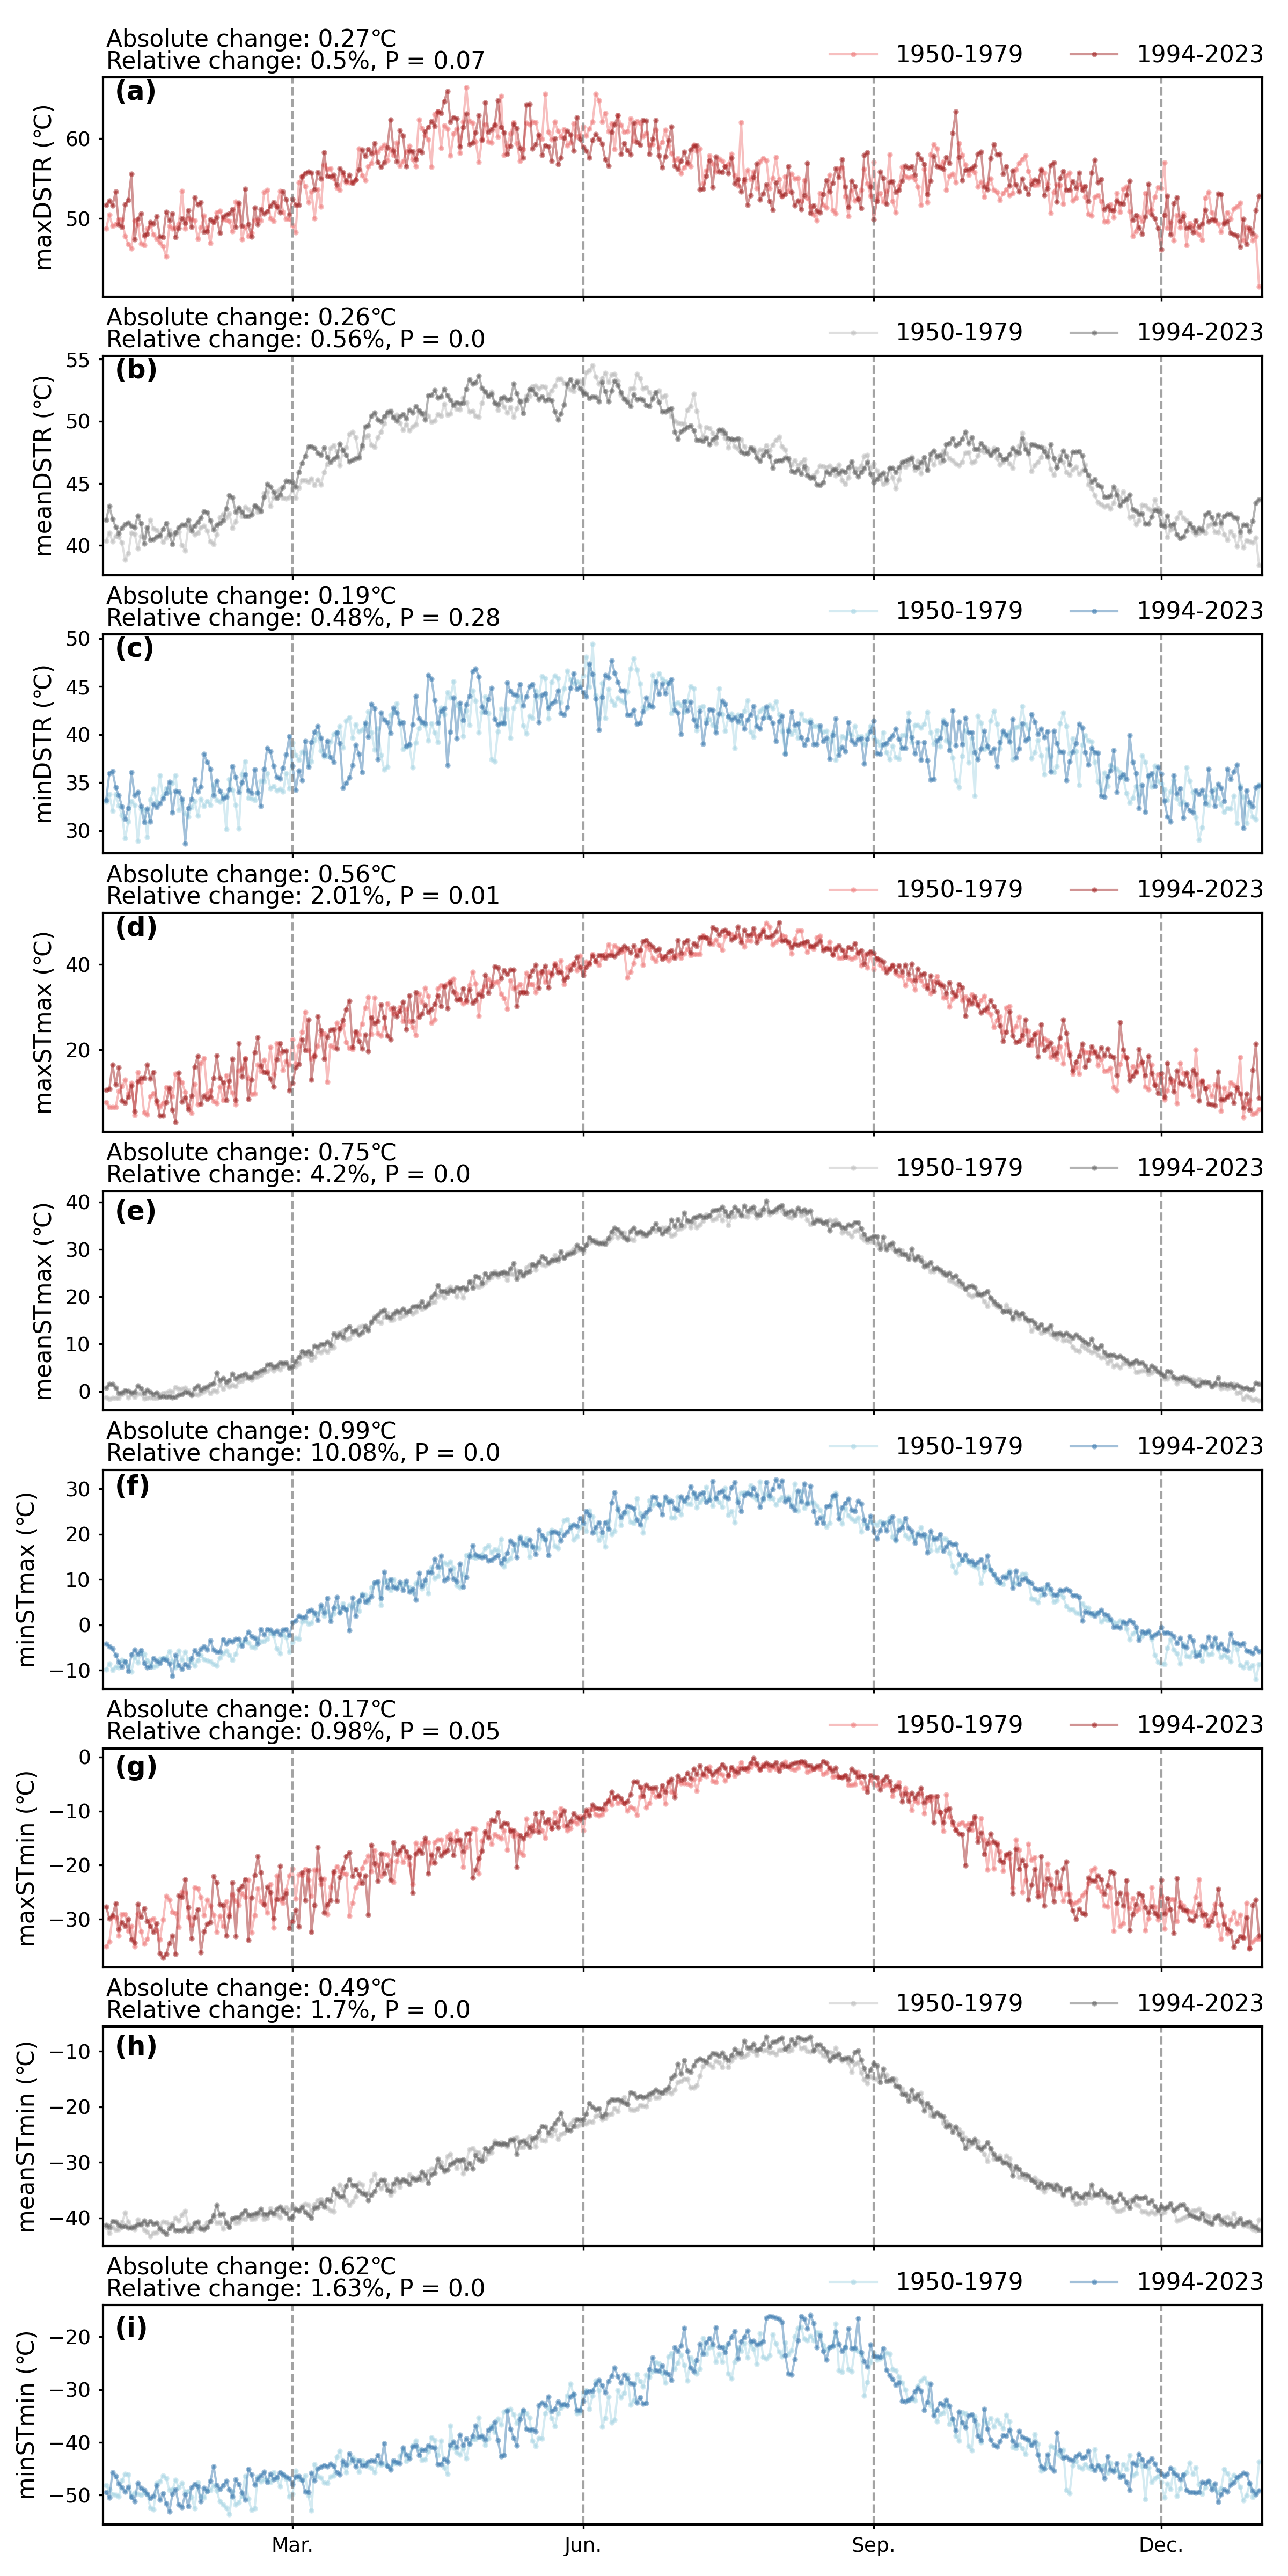 Absolute change: 0.27℃
Relative change: 0.5%, P = 0.07
1950-1979 1994-2023
(a)
maxDSTR (℃)
60
50
Absolute change: 0.26℃
Relative change: 0.56%, P = 0.0
1950-1979 1994-2023
(b)
meanDSTR (℃)
55
50
45
40
Absolute change: 0.19℃
Relative change: 0.48%, P = 0.28
1950-1979 1994-2023
(c)
minDSTR (℃)
50
45
40
35
30
Absolute change: 0.56℃
Relative change: 2.01%, P = 0.01
1950-1979 1994-2023
(d)
maxSTmax (℃)
40
20
Absolute change: 0.75℃
Relative change: 4.2%, P = 0.0
1950-1979 1994-2023
(e)
meanSTmax (℃)
40
30
20
10
0
Absolute change: 0.99℃
Relative change: 10.08%, P = 0.0
1950-1979 1994-2023
(f)
minSTmax (℃)
30
20
10
0
−10
Absolute change: 0.17℃
Relative change: 0.98%, P = 0.05
1950-1979 1994-2023
(g)
maxSTmin (℃)
0
−10
−20
−30
Absolute change: 0.49℃
Relative change: 1.7%, P = 0.0
1950-1979 1994-2023
(h)
meanSTmin (℃)
−10
−20
−30
−40
Absolute change: 0.62℃
Relative change: 1.63%, P = 0.0
1950-1979 1994-2023
(i)
minSTmin (℃)
−20
−30
−40
−50
Mar. Jun. Sep. Dec.